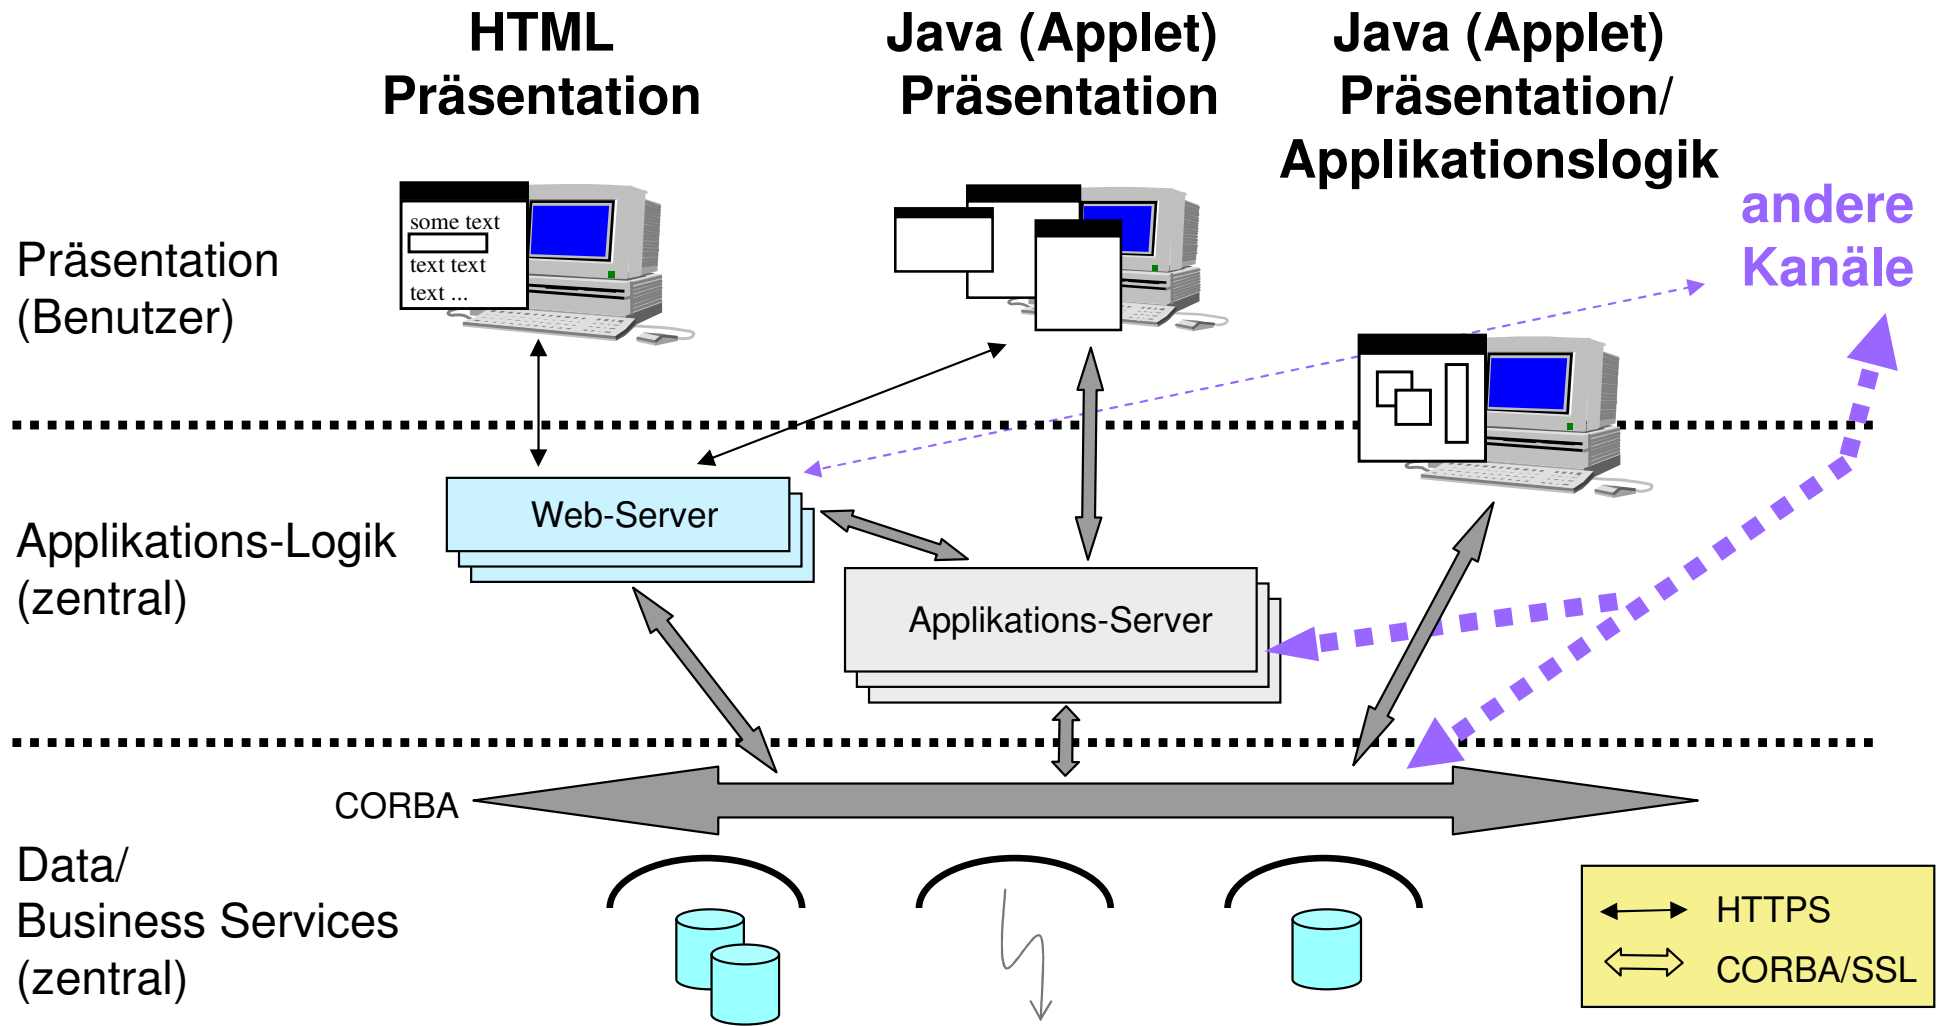 HTML
Präsentation
Java (Applet)
Präsentation
Java (Applet)
Präsentation/
Applikationslogik
andere
Kanäle
Präsentation
(Benutzer)
some text
text text
text ...
Applikations-Logik
(zentral)
Web-Server
Applikations-Server
CORBA
Data/
Business Services
(zentral)
HTTPS
CORBA/SSL